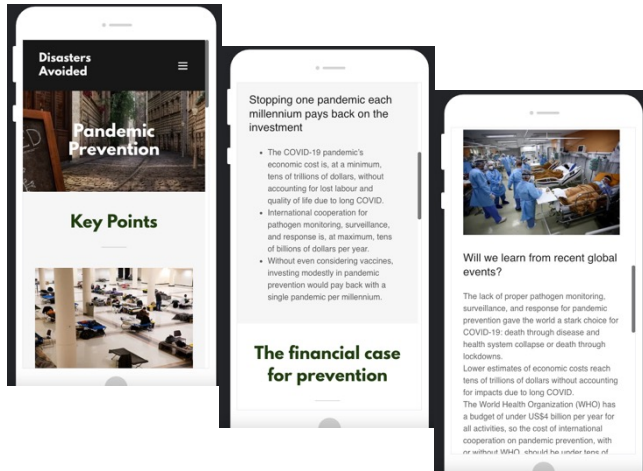 Disasters
Avoided
Pandemic
Prevention
Key Points
Stopping one pandemic each
millennium pays back on the
investment
• The COVID-19 pandemic's
economic cost is, at a minimum,
tens of trillions of dollars, without
accounting for lost labour and
quality of life due to long COVID.
• International cooperation for
pathogen monitoring, surveillance,
and response is, at maximum, tens
of billions of dollars per year.
• Without even considering vaccines,
investing modestly in pandemic
prevention would pay back with a
single pandemic per millennium.
The financial case
for prevention
Will we learn from recent global
events?
The lack of proper pathogen monitoring,
surveillance, and response for pandemic
prevention gave the world a stark choice for
COVID-19: death through disease and
health system collapse or death through
lockdowns.
Lower estimates of economic costs reach
tens of trillions of dollars without accounting
for impacts due to long COVID.
The World Health Organization (WHO) has
a budget of under US$4 billion per year for
all activities, so the cost of international
cooperation on pandemic prevention, with
or without WHO, should be under tens of